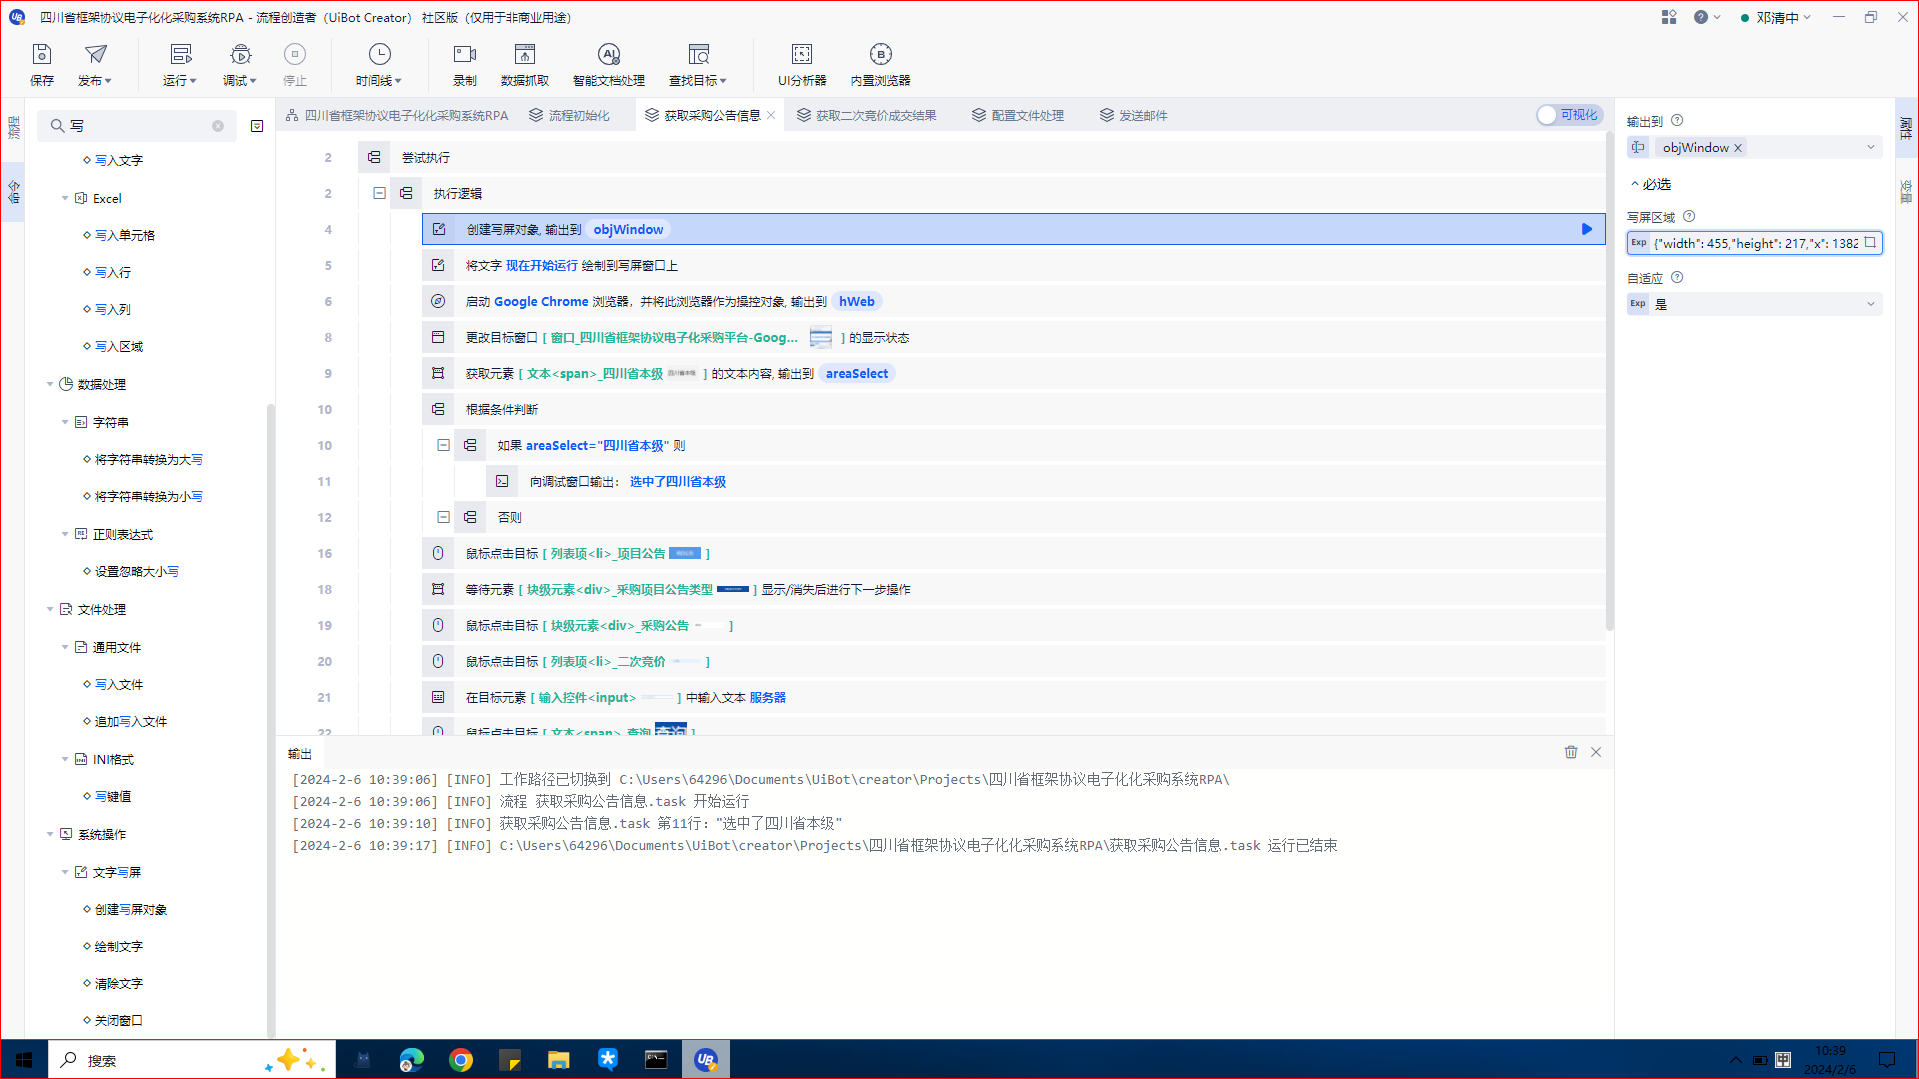 四川省框架协议电子化化采购系统RPA - 流程创造者（UiBot Creator） 社区版（仅用于非商业用途）
邓清中
保存 发布 运行 调试 停止 时间线 录制 数据抓取 智能文档处理 查找目标 UI分析器 内置浏览器
写
四川省框架协议电子化化采购系统RPA 流程初始化 获取采购公告信息 获取二次竞价成交结果 配置文件处理 发送邮件 可视化
命令
属性
变量
写入文字
Excel
写入单元格
写入行
写入列
写入区域
数据处理
字符串
将字符串转换为大写
将字符串转换为小写
正则表达式
设置忽略大小写
文件处理
通用文件
写入文件
追加写入文件
INI格式
写键值
系统操作
文字写屏
创建写屏对象
绘制文字
清除文字
关闭窗口
2 尝试执行
2 执行逻辑
4 创建写屏对象, 输出到 objWindow
5 将文字 现在开始运行 绘制到写屏窗口上
6 启动 Google Chrome 浏览器，并将此浏览器作为操控对象, 输出到 hWeb
8 更改目标窗口 [ 窗口_四川省框架协议电子化采购平台-Goog... ] 的显示状态
9 获取元素 [ 文本<span>_四川省本级 四川省本级 ] 的文本内容, 输出到 areaSelect
10 根据条件判断
10 如果 areaSelect="四川省本级" 则
11 向调试窗口输出： 选中了四川省本级
12 否则
16 鼠标点击目标 [ 列表项<li>_项目公告 ]
18 等待元素 [ 块级元素<div>_采购项目公告类型 ] 显示/消失后进行下一步操作
19 鼠标点击目标 [ 块级元素<div>_采购公告 ]
20 鼠标点击目标 [ 列表项<li>_二次竞价 ]
21 在目标元素 [ 输入控件<input> ] 中输入文本 服务器
22 鼠标点击目标 [ 文本<span>_查询 查询 ]
输出到
objWindow
必选
写屏区域
Exp {"width": 455,"height": 217,"x": 1382
自适应
Exp 是
输出
[2024-2-6 10:39:06] [INFO] 工作路径已切换到 C:\Users\64296\Documents\UiBot\creator\Projects\四川省框架协议电子化化采购系统RPA\
[2024-2-6 10:39:06] [INFO] 流程 获取采购公告信息.task 开始运行
[2024-2-6 10:39:10] [INFO] 获取采购公告信息.task 第11行："选中了四川省本级"
[2024-2-6 10:39:17] [INFO] C:\Users\64296\Documents\UiBot\creator\Projects\四川省框架协议电子化化采购系统RPA\获取采购公告信息.task 运行已结束
搜索
UB
中
10:39
2024/2/6